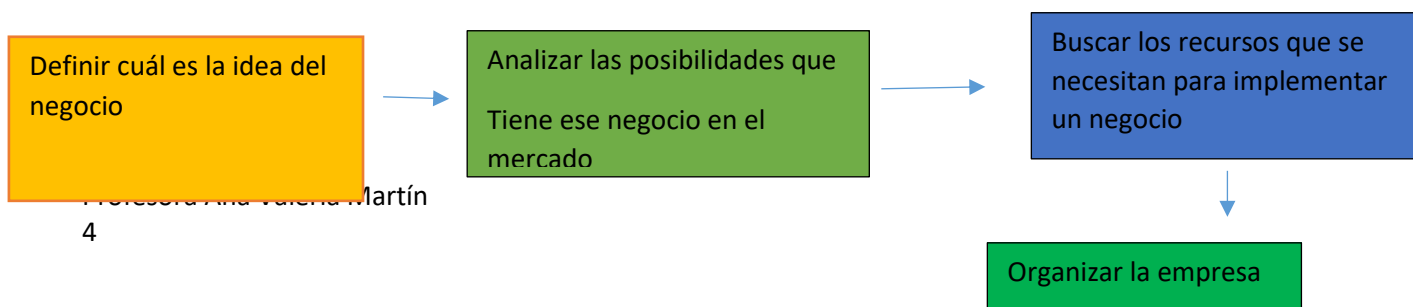 Definir cuál es la idea del
negocio
Analizar las posibilidades que
Tiene ese negocio en el
mercado
Buscar los recursos que se
necesitan para implementar
un negocio
Organizar la empresa
Martín
4